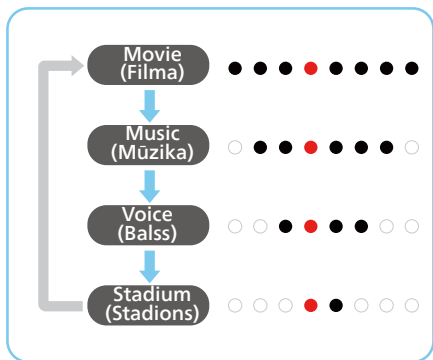 Movie
(Filma)
Music
(Mūzika)
Voice
(Balss)
Stadium
(Stadions)